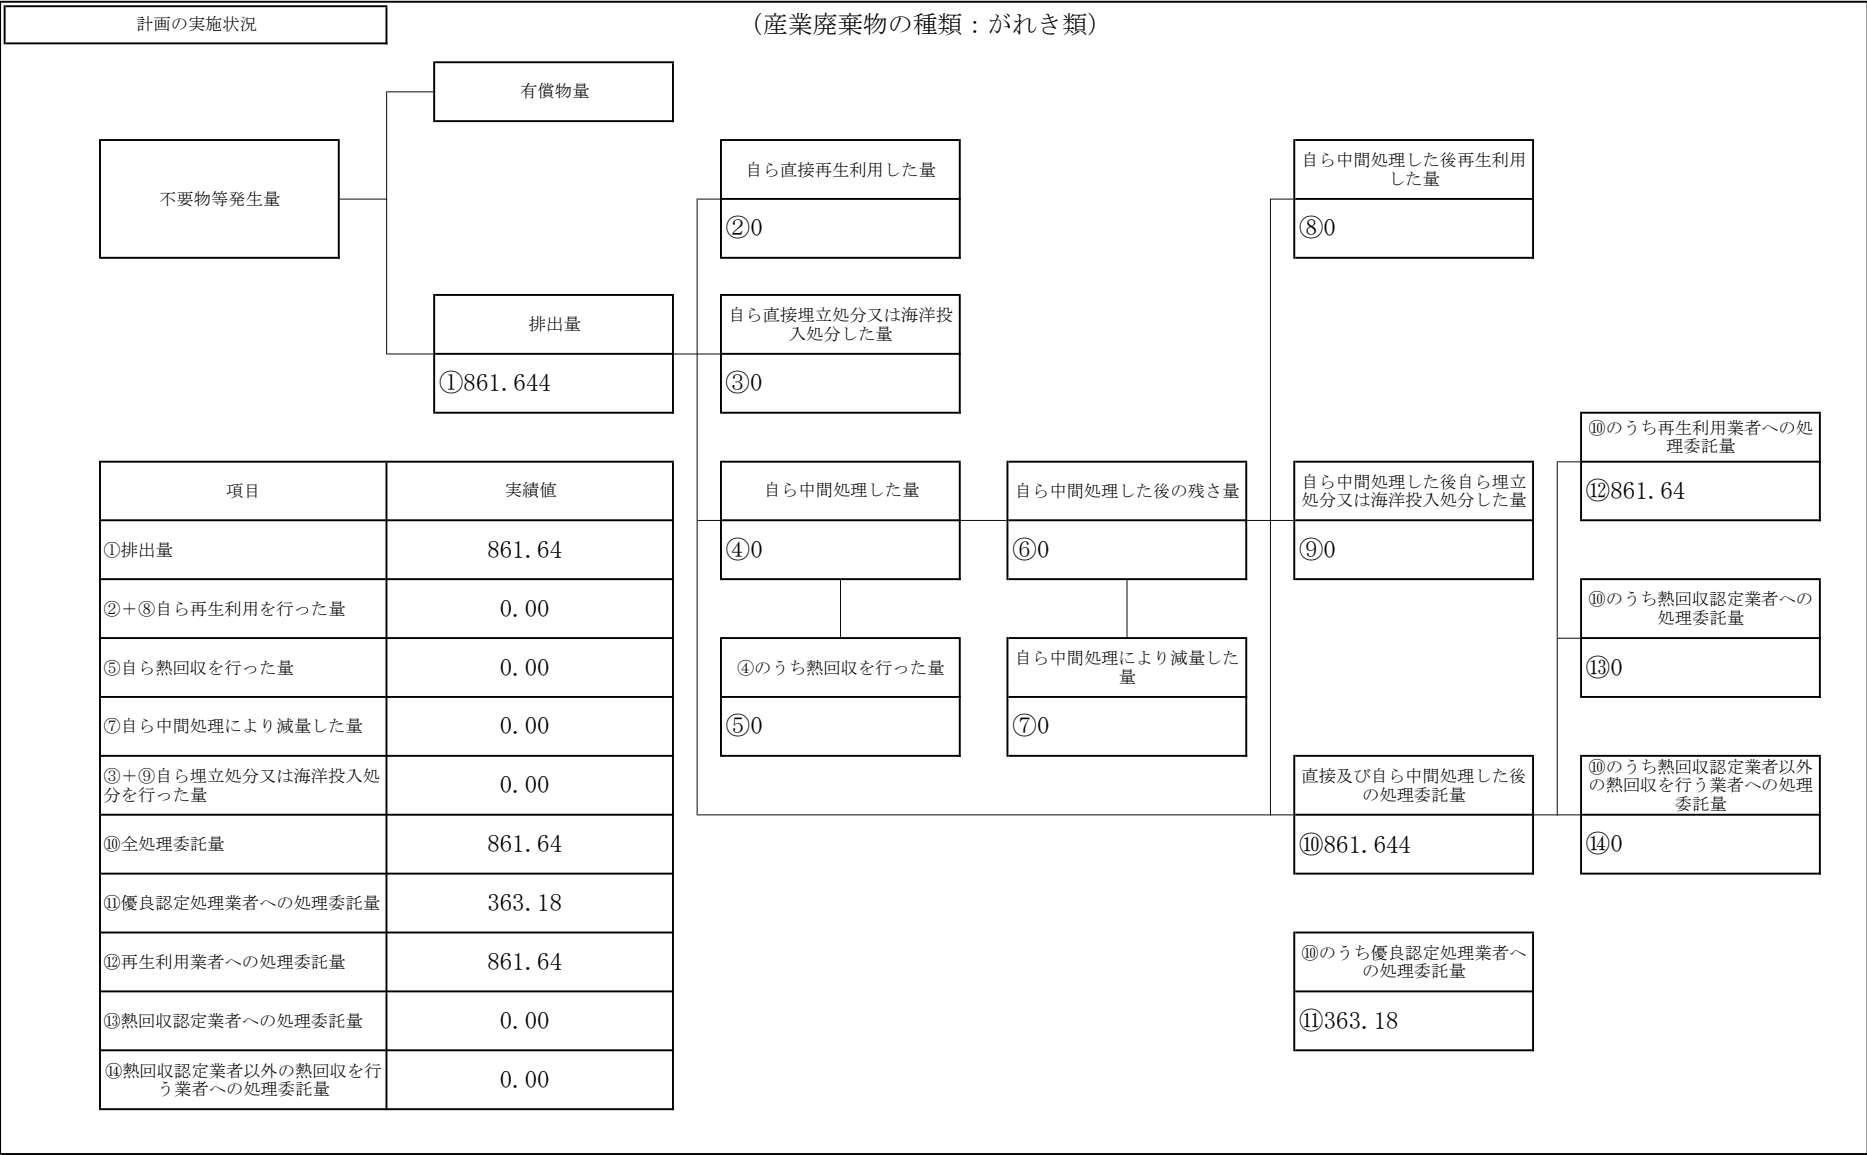 計画の実施状況
（産業廃棄物の種類：がれき類）
有償物量
不要物等発生量
排出量
①861.644
自ら直接再生利用した量
②0
自ら直接埋立処分又は海洋投
入処分した量
③0
自ら中間処理した後再生利用
した量
⑧0
自ら中間処理した量
④0
④のうち熱回収を行った量
⑤0
自ら中間処理した後の残さ量
⑥0
自ら中間処理により減量した
量
⑦0
自ら中間処理した後自ら埋立
処分又は海洋投入処分した量
⑨0
直接及び自ら中間処理した後
の処理委託量
⑩861.644
⑩のうち優良認定処理業者へ
の処理委託量
⑪363.18
⑩のうち再生利用業者への処
理委託量
⑫861.64
⑩のうち熱回収認定業者への
処理委託量
⑬0
⑩のうち熱回収認定業者以外
の熱回収を行う業者への処理
委託量
⑭0
項目 実績値
①排出量 861.64
②＋⑧自ら再生利用を行った量 0.00
⑤自ら熱回収を行った量 0.00
⑦自ら中間処理により減量した量 0.00
③＋⑨自ら埋立処分又は海洋投入処
分を行った量 0.00
⑩全処理委託量 861.64
⑪優良認定処理業者への処理委託量 363.18
⑫再生利用業者への処理委託量 861.64
⑬熱回収認定業者への処理委託量 0.00
⑭熱回収認定業者以外の熱回収を行
う業者への処理委託量 0.00